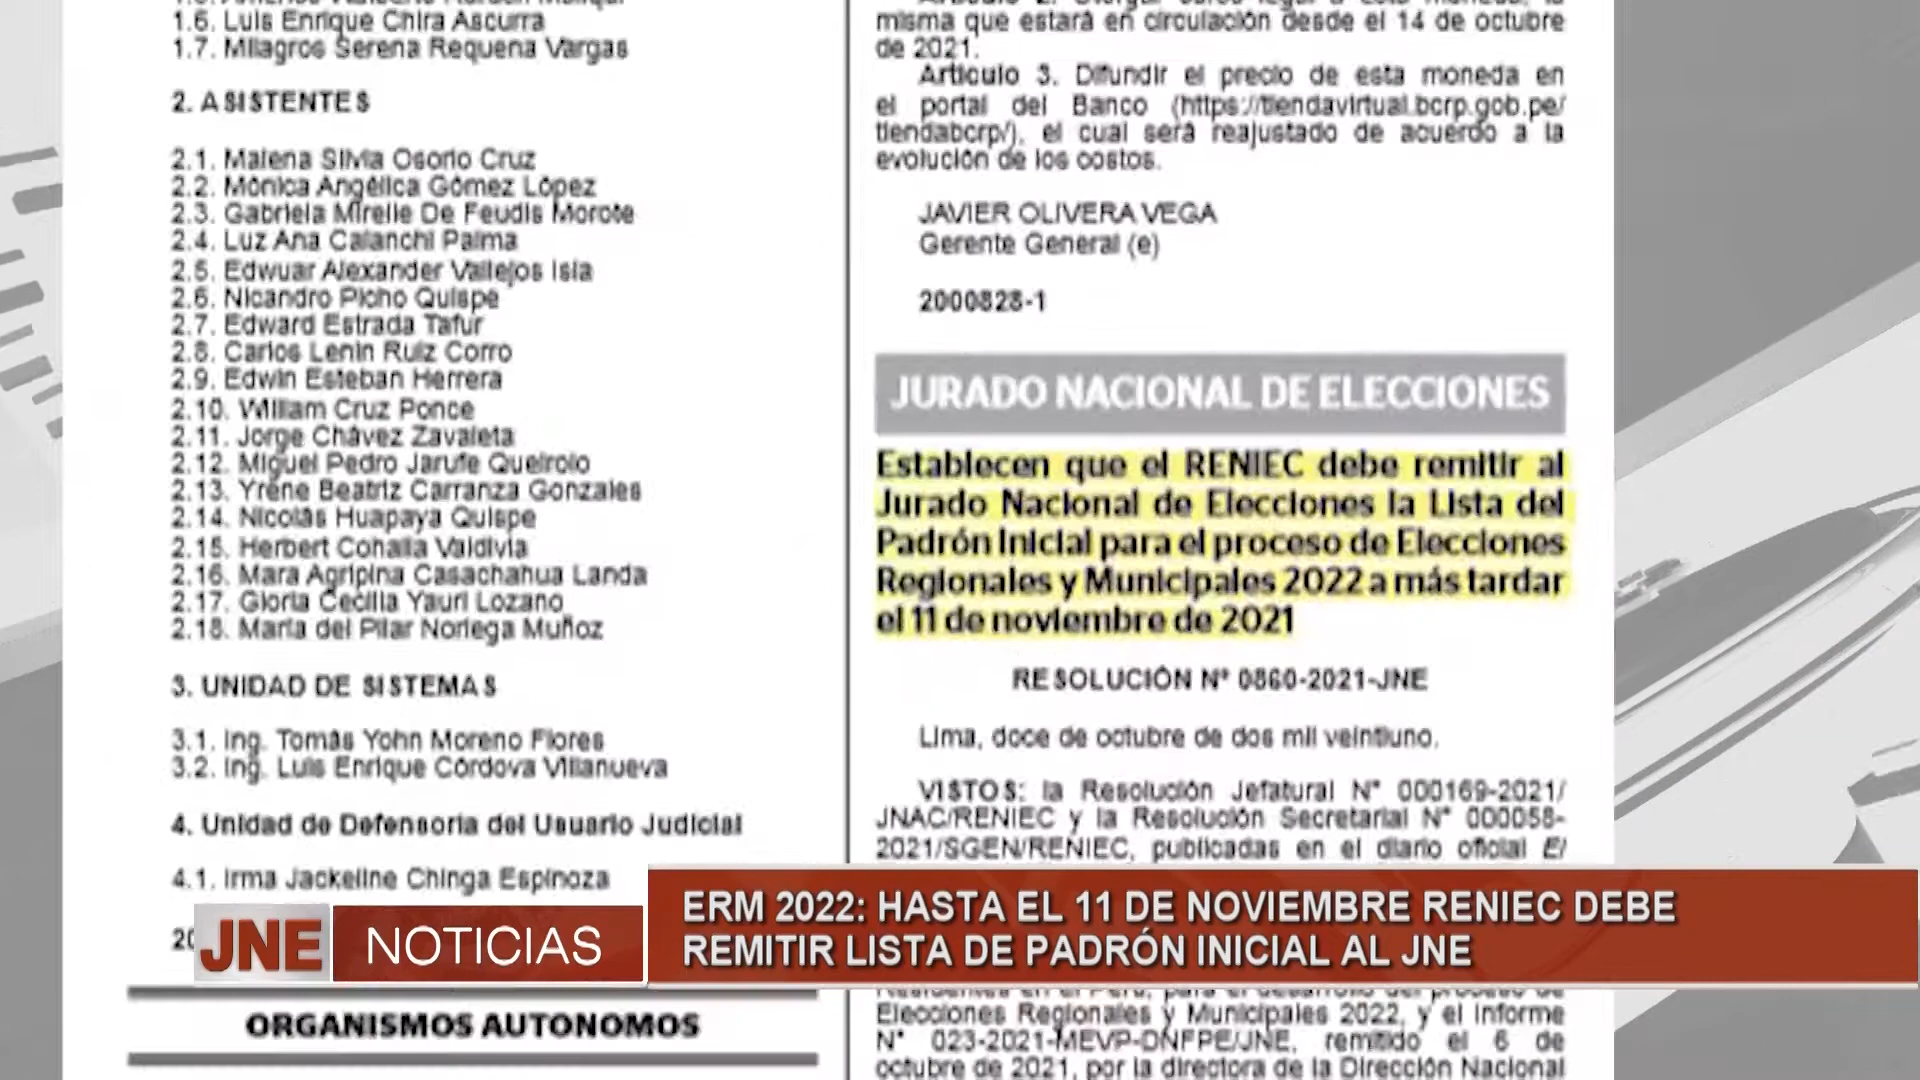 1.6. Luis Enrique Chira Ascurra
1.7. Milagros Serena Requena Vargas
2. ASISTENTES
2.1. Malena Silvia Osorio Cruz
2.2. Mónica Angélica Gómez López
2.3. Gabriela Mirelle De Feudis Morote
2.4. Luz Ana Calanchi Palma
2.5. Edwuar Alexander Vallejos Isla
2.6. Nicandro Picho Quispe
2.7. Edward Estrada Tafur
2.8. Carlos Lenin Ruiz Corro
2.9. Edwin Esteban Herrera
2.10. William Cruz Ponce
2.11. Jorge Chávez Zavaleta
2.12. Miguel Pedro Jarufe Queirolo
2.13. Yrene Beatriz Carranza Gonzales
2.14. Nicolás Huapaya Quispe
2.15. Herbert Cohaila Valdivia
2.16. Mara Agripina Casachahua Landa
2.17. Gloria Cecilia Yauri Lozano
2.18. Maria del Pilar Noriega Muñoz
3. UNIDAD DE SISTEMAS
3.1. Ing. Tomás Yohn Moreno Flores
3.2. Ing. Luis Enrique Córdova Villanueva
4. Unidad de Defensoria del Usuario Judicial
4.1. Irma Jackeline Chinga Espinoza
ORGANISMOS AUTONOMOS
misma que estará en circulación desde el 14 de octubre
de 2021.
Artículo 3. Difundir el precio de esta moneda en
el portal del Banco (https://tiendavirtual.bcrp.gob.pe/
tiendabcrp/), el cual será reajustado de acuerdo a la
evolución de los costos.
JAVIER OLIVERA VEGA
Gerente General (e)
2000828-1
JURADO NACIONAL DE ELECCIONES
Establecen que el RENIEC debe remitir al
Jurado Nacional de Elecciones la Lista del
Padrón Inicial para el proceso de Elecciones
Regionales y Municipales 2022 a más tardar
el 11 de noviembre de 2021
RESOLUCIÓN N° 0860-2021-JNE
Lima, doce de octubre de dos mil veintiuno.
VISTOS: la Resolución Jefatural N° 000169-2021/
JNAC/RENIEC y la Resolución Secretarial N° 000058-
2021/SGEN/RENIEC, publicadas en el diario oficial El
Elecciones Regionales y Municipales 2022, y el Informe
N° 023-2021-MEVP-DNFPE/JNE, remitido el 6 de
octubre de 2021, por la directora de la Dirección Nacional
JNE NOTICIAS
ERM 2022: HASTA EL 11 DE NOVIEMBRE RENIEC DEBE
REMITIR LISTA DE PADRÓN INICIAL AL JNE